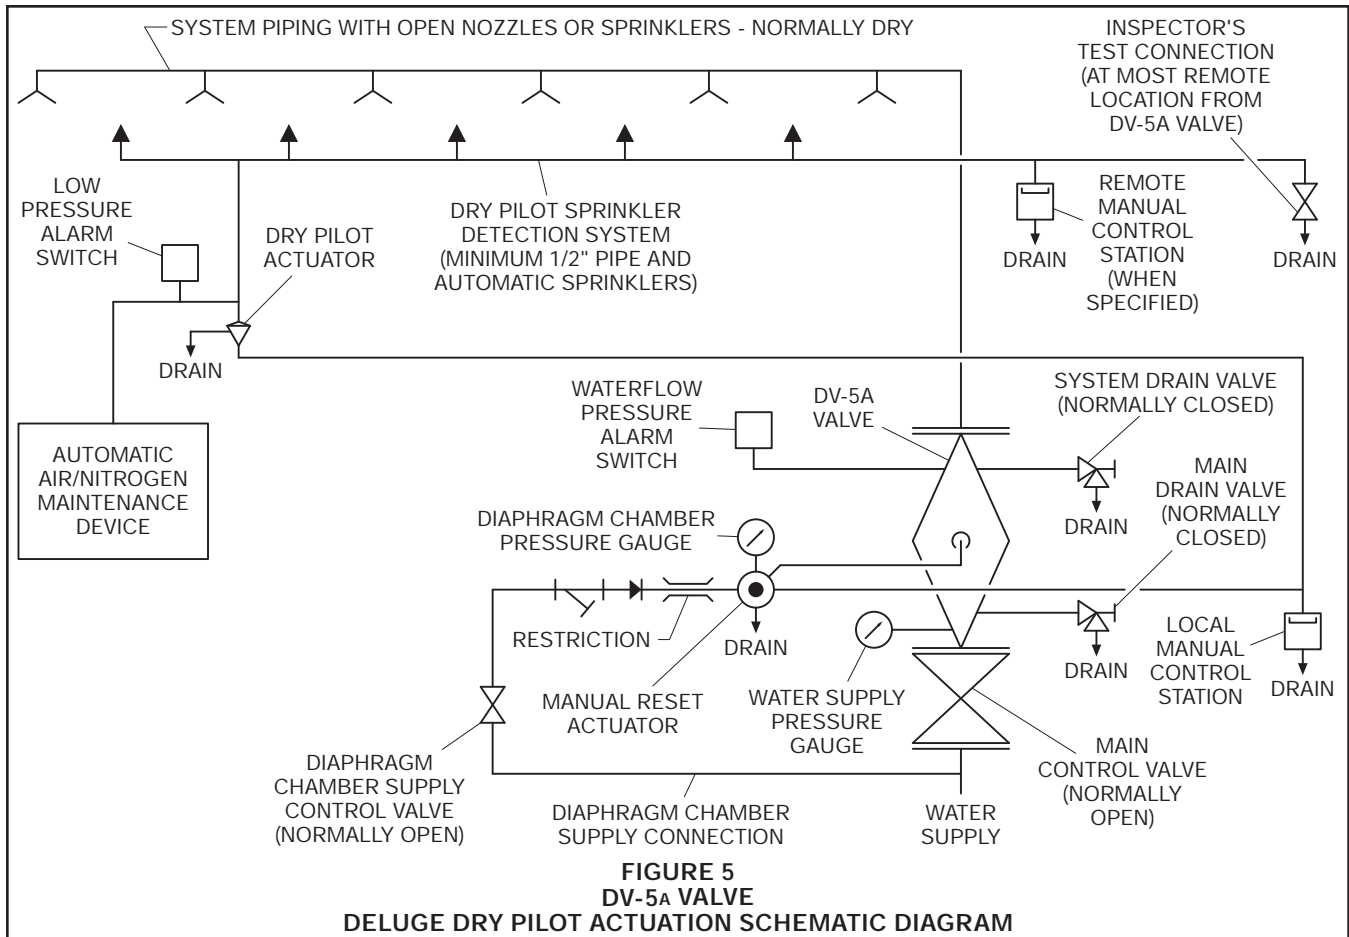 SYSTEM PIPING WITH OPEN NOZZLES OR SPRINKLERS - NORMALLY DRY
INSPECTOR'S
TEST CONNECTION
(AT MOST REMOTE
LOCATION FROM
DV-5A VALVE)
LOW
PRESSURE
ALARM
SWITCH
DRY PILOT
ACTUATOR
DRY PILOT SPRINKLER
DETECTION SYSTEM
(MINIMUM 1/2" PIPE AND
AUTOMATIC SPRINKLERS)
DRAIN
REMOTE
MANUAL
CONTROL
STATION
(WHEN
SPECIFIED)
DRAIN
DRAIN
AUTOMATIC
AIR/NITROGEN
MAINTENANCE
DEVICE
WATERFLOW
PRESSURE
ALARM
SWITCH
DV-5A
VALVE
SYSTEM DRAIN VALVE
(NORMALLY CLOSED)
DRAIN
MAIN
DRAIN VALVE
(NORMALLY
CLOSED)
DIAPHRAGM CHAMBER
PRESSURE GAUGE
RESTRICTION
DRAIN
DRAIN
LOCAL
MANUAL
CONTROL
STATION
DRAIN
MANUAL RESET
ACTUATOR
WATER SUPPLY
PRESSURE
GAUGE
DIAPHRAGM
CHAMBER SUPPLY
CONTROL VALVE
(NORMALLY OPEN)
DIAPHRAGM CHAMBER
SUPPLY CONNECTION
WATER
SUPPLY
MAIN
CONTROL VALVE
(NORMALLY
OPEN)
FIGURE 5
DV-5A VALVE
DELUGE DRY PILOT ACTUATION SCHEMATIC DIAGRAM